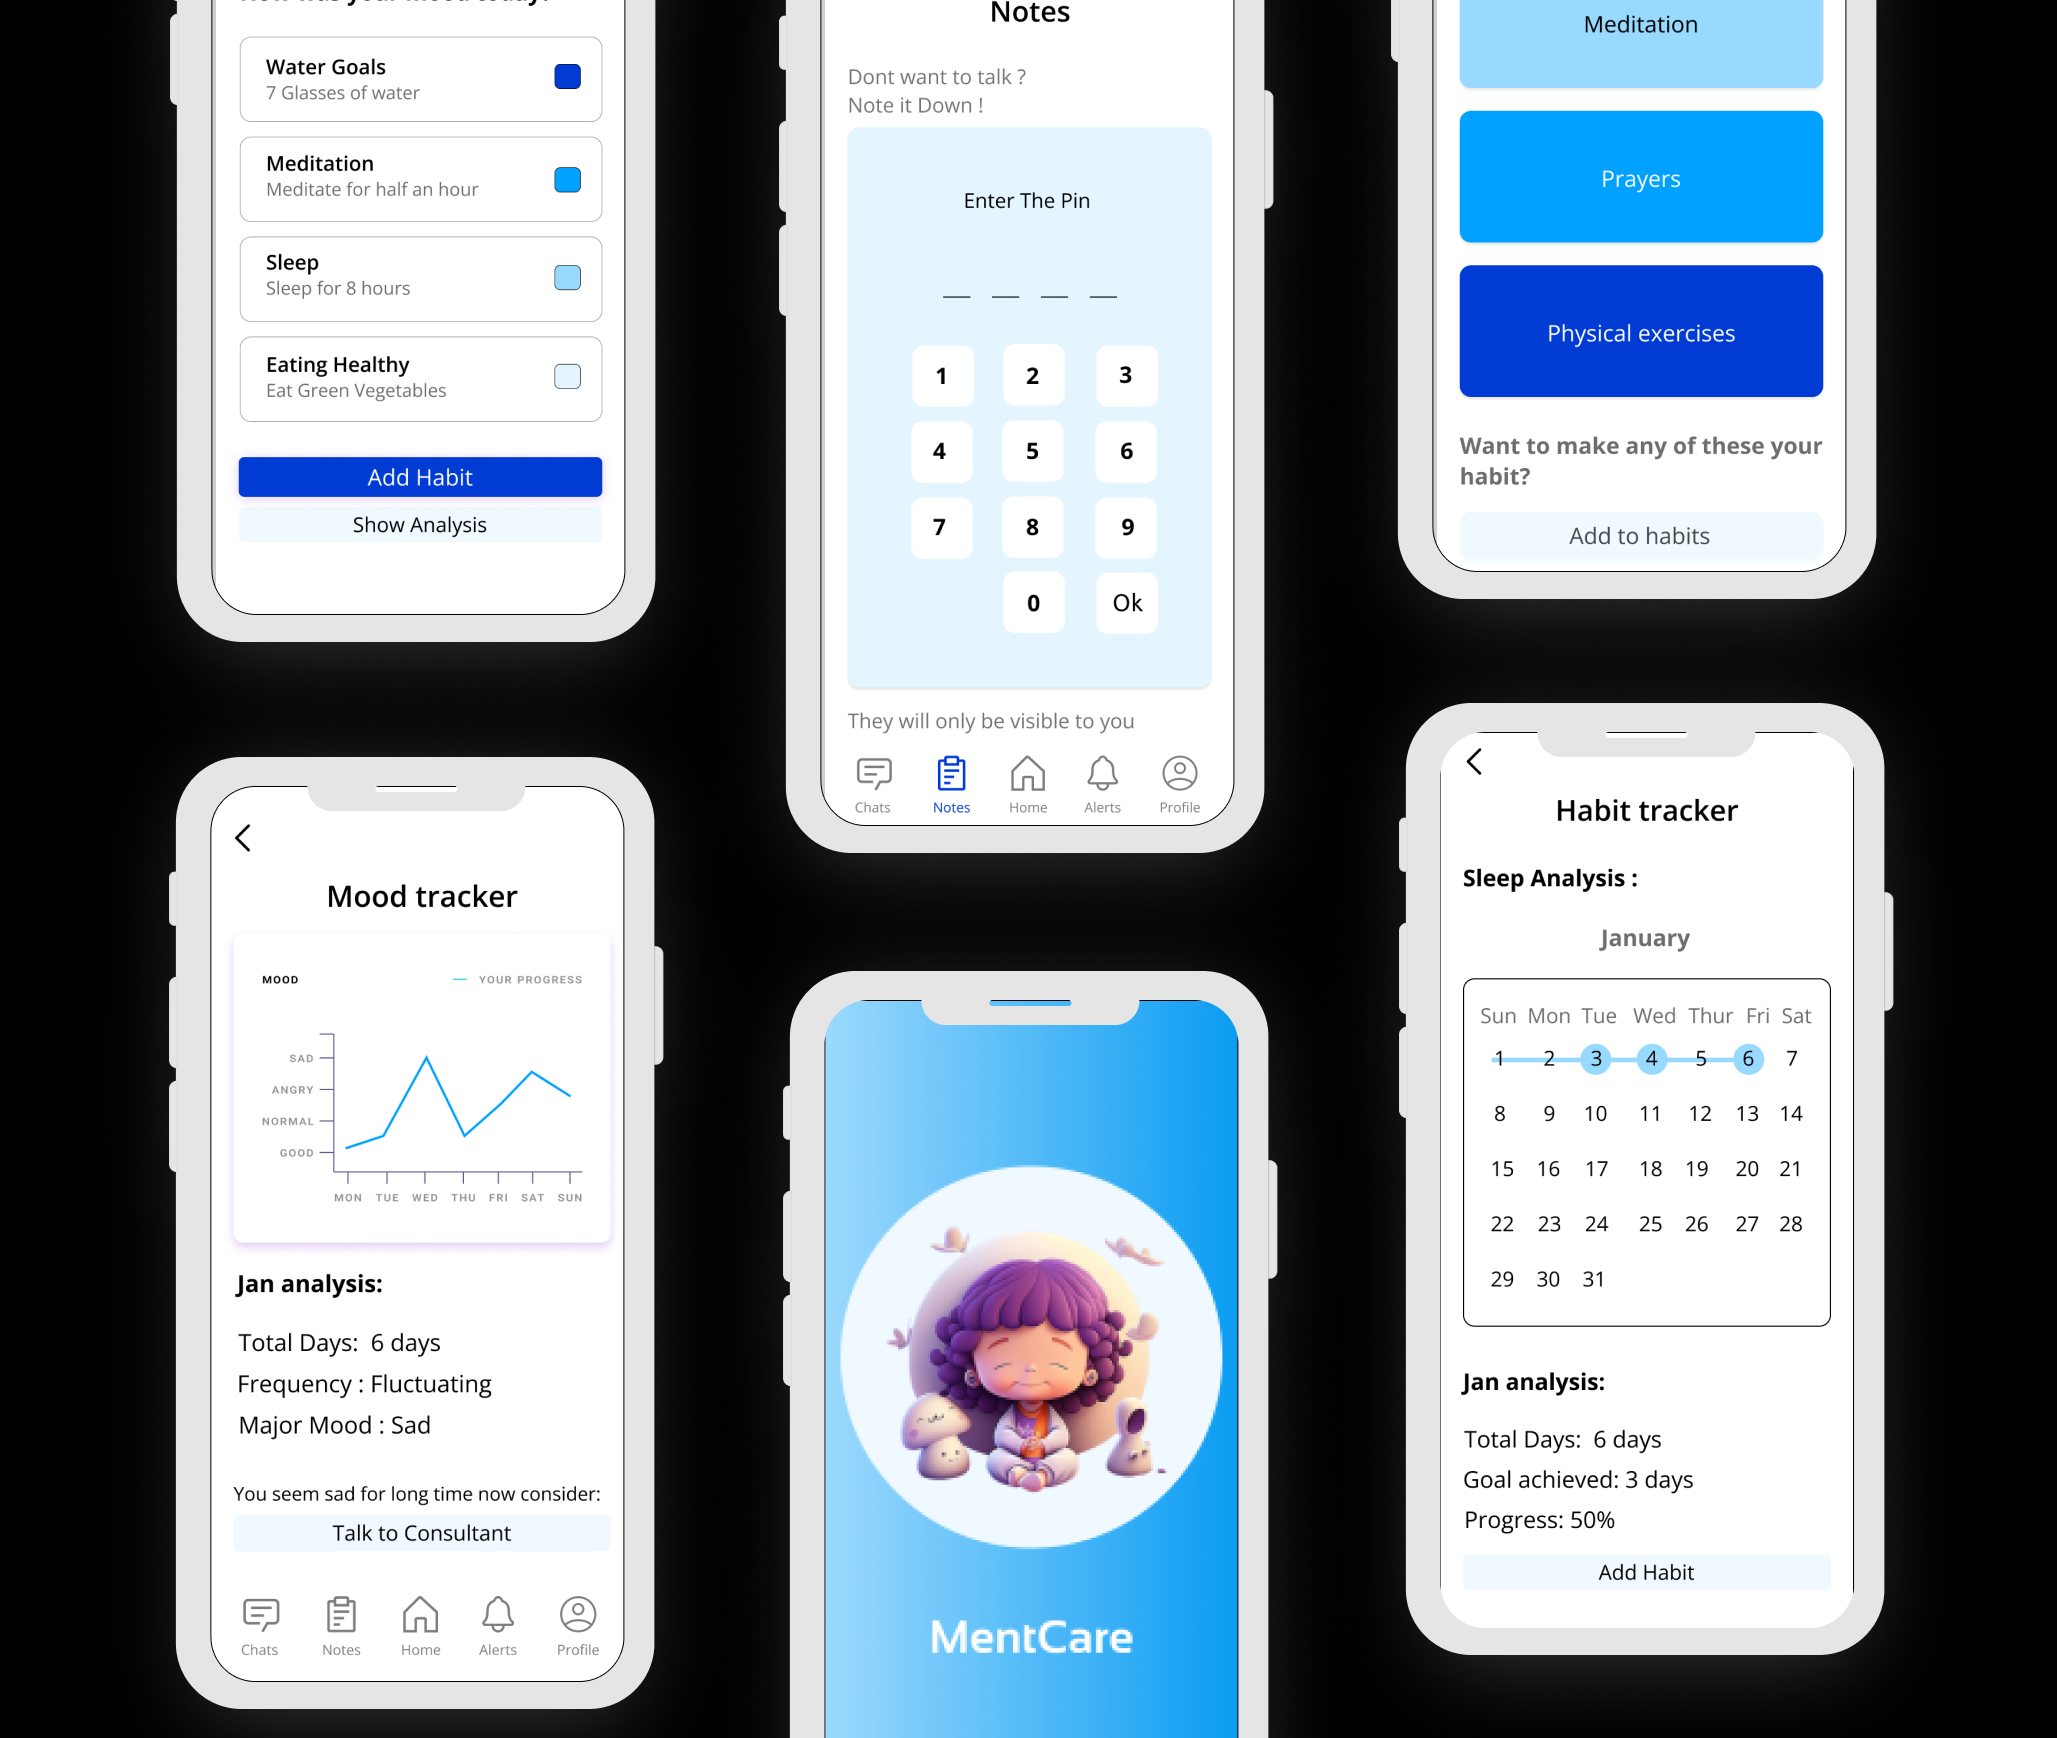 How was your mood today?
Water Goals
7 Glasses of water
Meditation
Meditate for half an hour
Sleep
Sleep for 8 hours
Eating Healthy
Eat Green Vegetables
Add Habit
Show Analysis
Notes
Dont want to talk ?
Note it Down !
Enter The Pin
1 2 3
4 5 6
7 8 9
0 Ok
They will only be visible to you
Chats Notes Home Alerts Profile
Meditation
Prayers
Physical exercises
Want to make any of these your
habit?
Add to habits
Mood tracker
MOOD YOUR PROGRESS
SAD
ANGRY
NORMAL
GOOD
MON TUE WED THU FRI SAT SUN
Jan analysis:
Total Days: 6 days
Frequency : Fluctuating
Major Mood : Sad
You seem sad for long time now consider:
Talk to Consultant
Chats Notes Home Alerts Profile
MentCare
Habit tracker
Sleep Analysis :
January
Sun Mon Tue Wed Thur Fri Sat
1 2 3 4 5 6 7
8 9 10 11 12 13 14
15 16 17 18 19 20 21
22 23 24 25 26 27 28
29 30 31
Jan analysis:
Total Days: 6 days
Goal achieved: 3 days
Progress: 50%
Add Habit